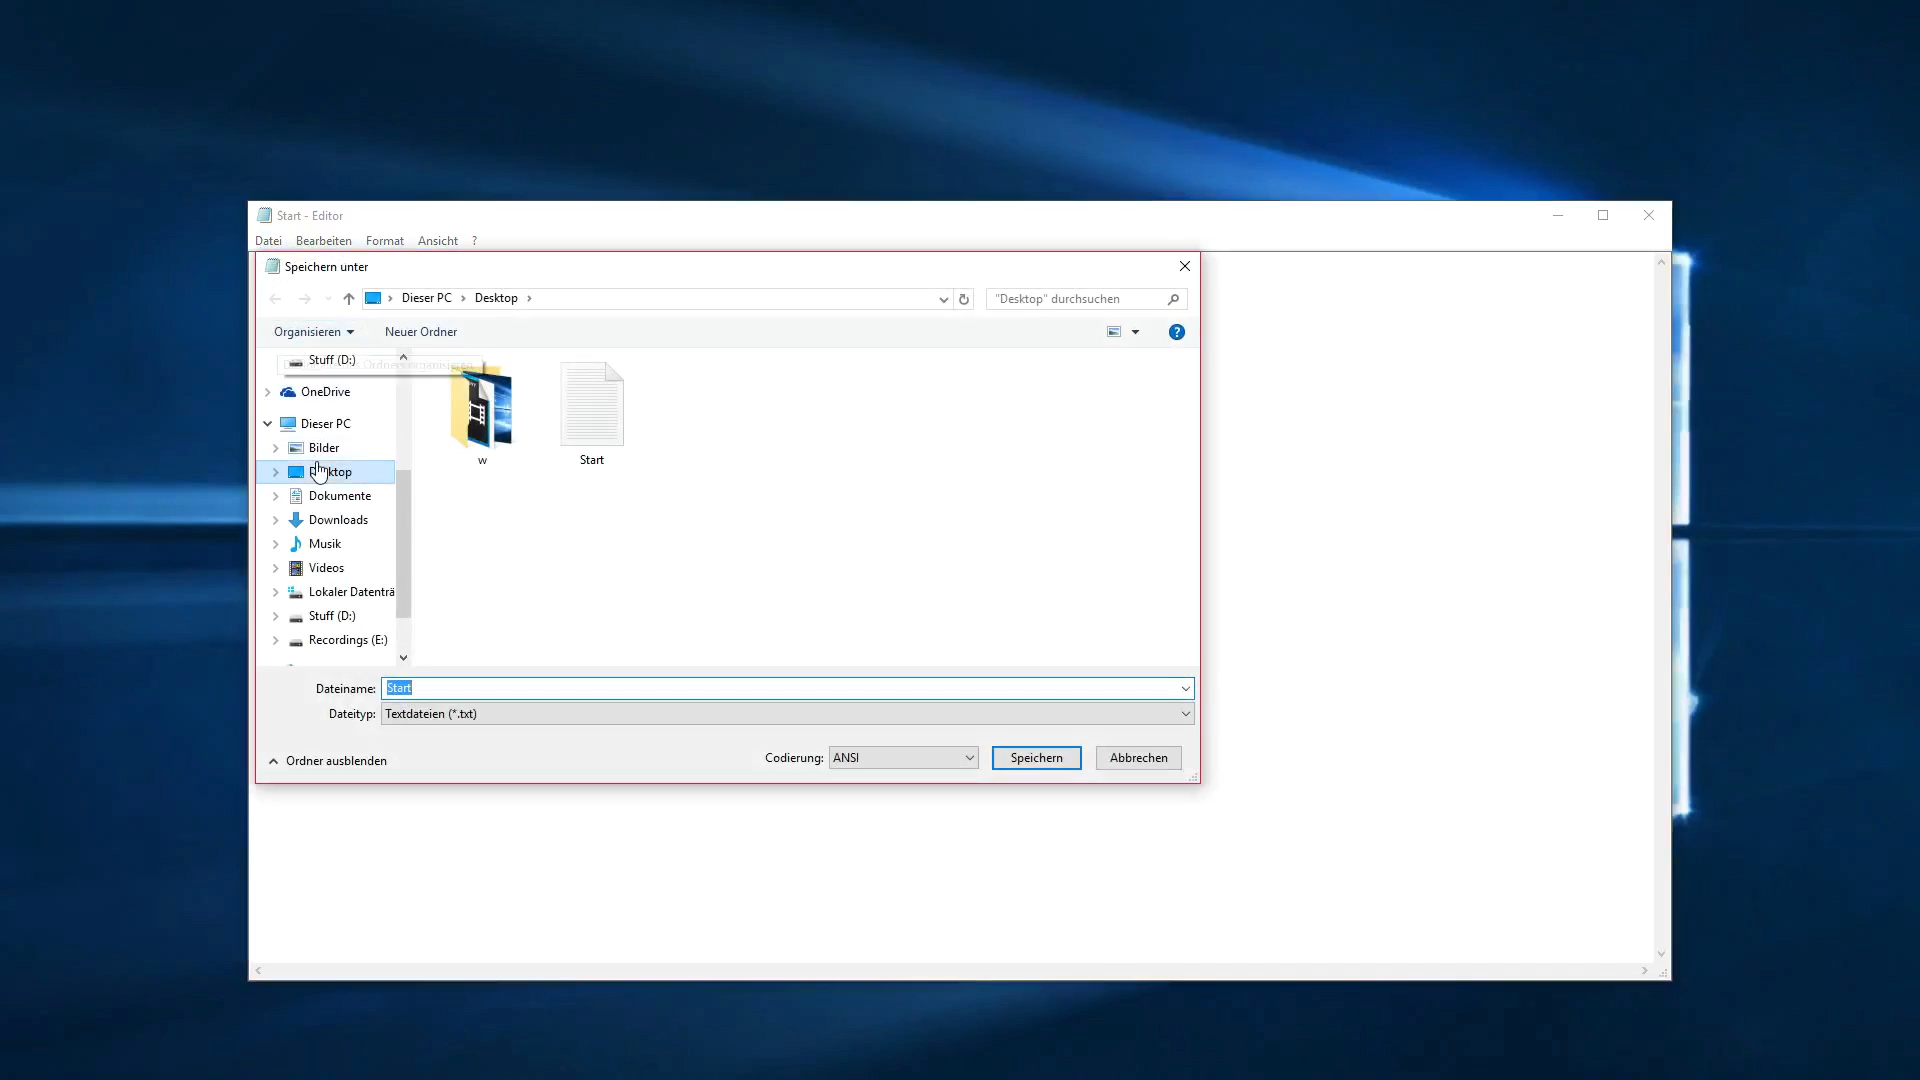 Start - Editor
Datei Bearbeiten Format Ansicht ?
Speichern unter
Dieser PC Desktop
"Desktop" durchsuchen
Organisieren Neuer Ordner
Stuff (D:)
OneDrive
Dieser PC
Bilder
Desktop
Dokumente
Downloads
Musik
Videos
Lokaler Datenträ
Stuff (D:)
Recordings (E:)
w
Start
Dateiname: Start
Dateityp: Textdateien (*.txt)
Ordner ausblenden
Codierung: ANSI
Speichern
Abbrechen